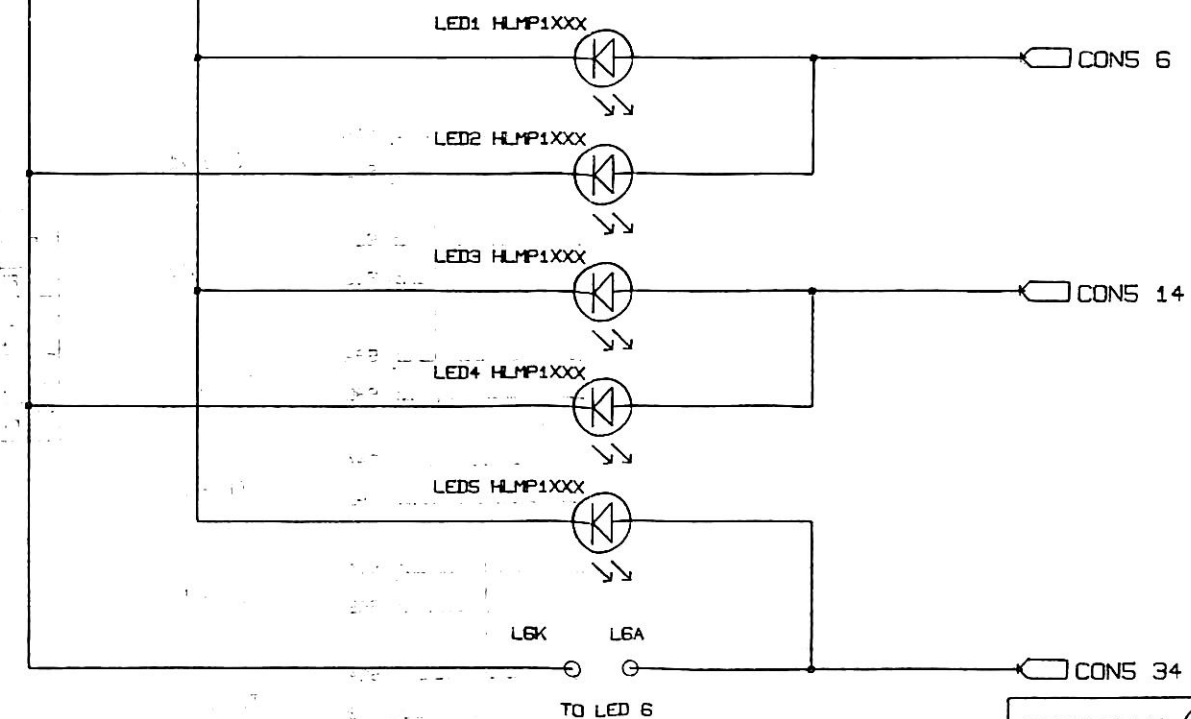 LED1 HLMP1XXX
CON5 6
LED2 HLMP1XXX
LED3 HLMP1XXX
CON5 14
LED4 HLMP1XXX
LED5 HLMP1XXX
L6K L6A
CON5 34
TO LED 6